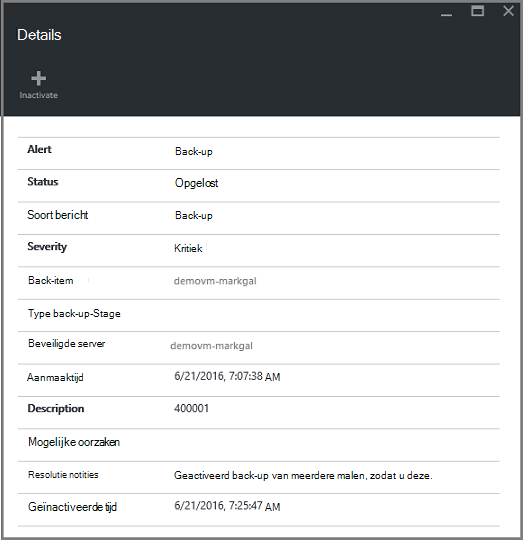 Details
Inactivate
Alert Back-up
Status Opgelost
Soort bericht Back-up
Severity Kritiek
Back-item demovm-markgal
Type back-up-Stage
Beveiligde server demovm-markgal
Aanmaaktijd 6/21/2016, 7:07:38 AM
Description 400001
Mogelijke oorzaken
Resolutie notities Geactiveerd back-up van meerdere malen, zodat u deze.
Geïnactiveerde tijd 6/21/2016, 7:25:47 AM